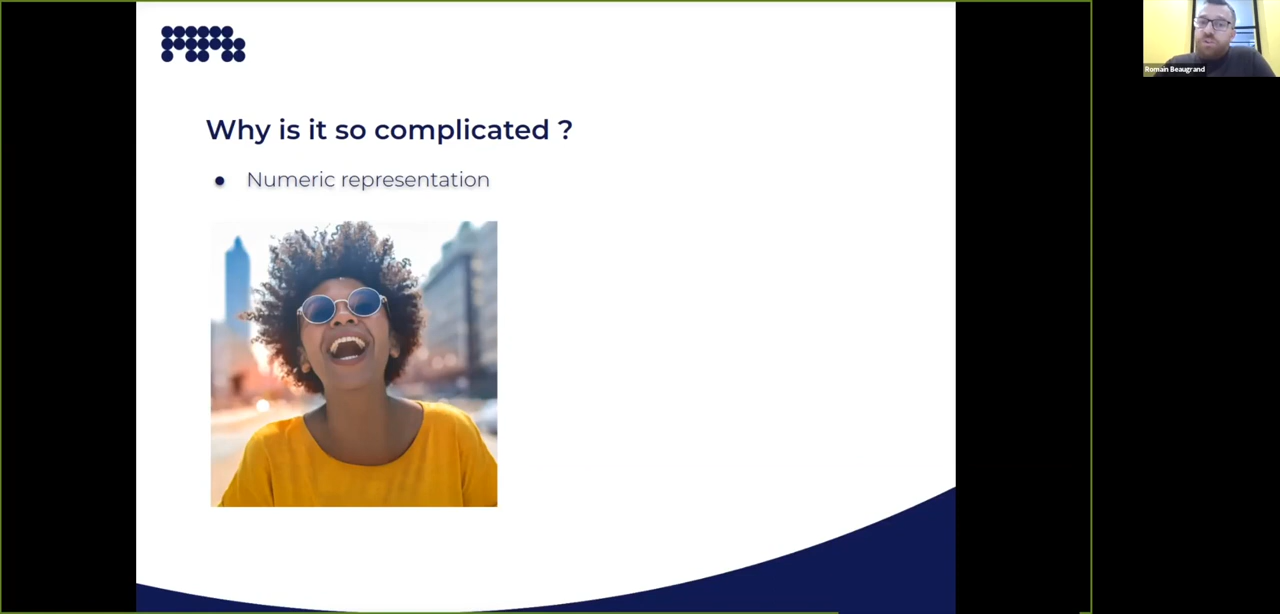 Why is it so complicated ?
Numeric representation
Romain Beaugrand